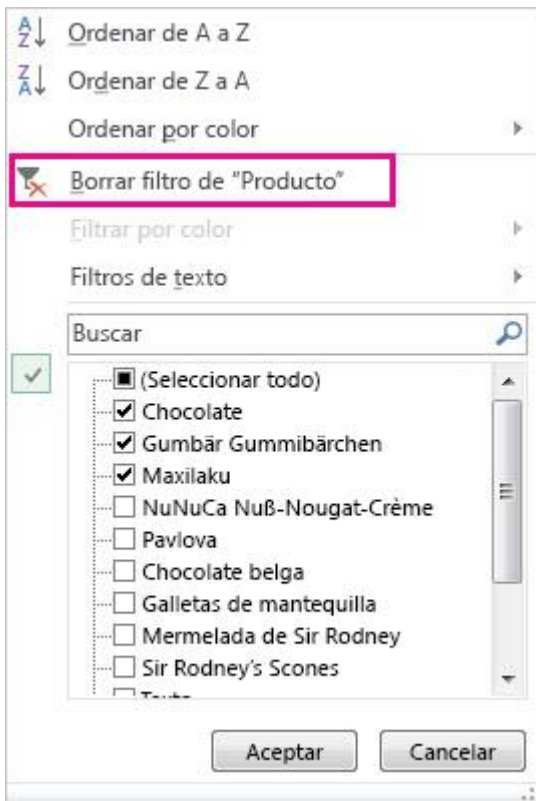 Ordenar de A a Z
Ordenar de Z a A
Ordenar por color
Borrar filtro de "Producto"
Filtrar por color
Filtros de texto
Buscar
(Seleccionar todo)
Chocolate
Gumbär Gummibärchen
Maxilaku
NuNuCa Nuß-Nougat-Crème
Pavlova
Chocolate belga
Galletas de mantequilla
Mermelada de Sir Rodney
Sir Rodney's Scones
Aceptar
Cancelar